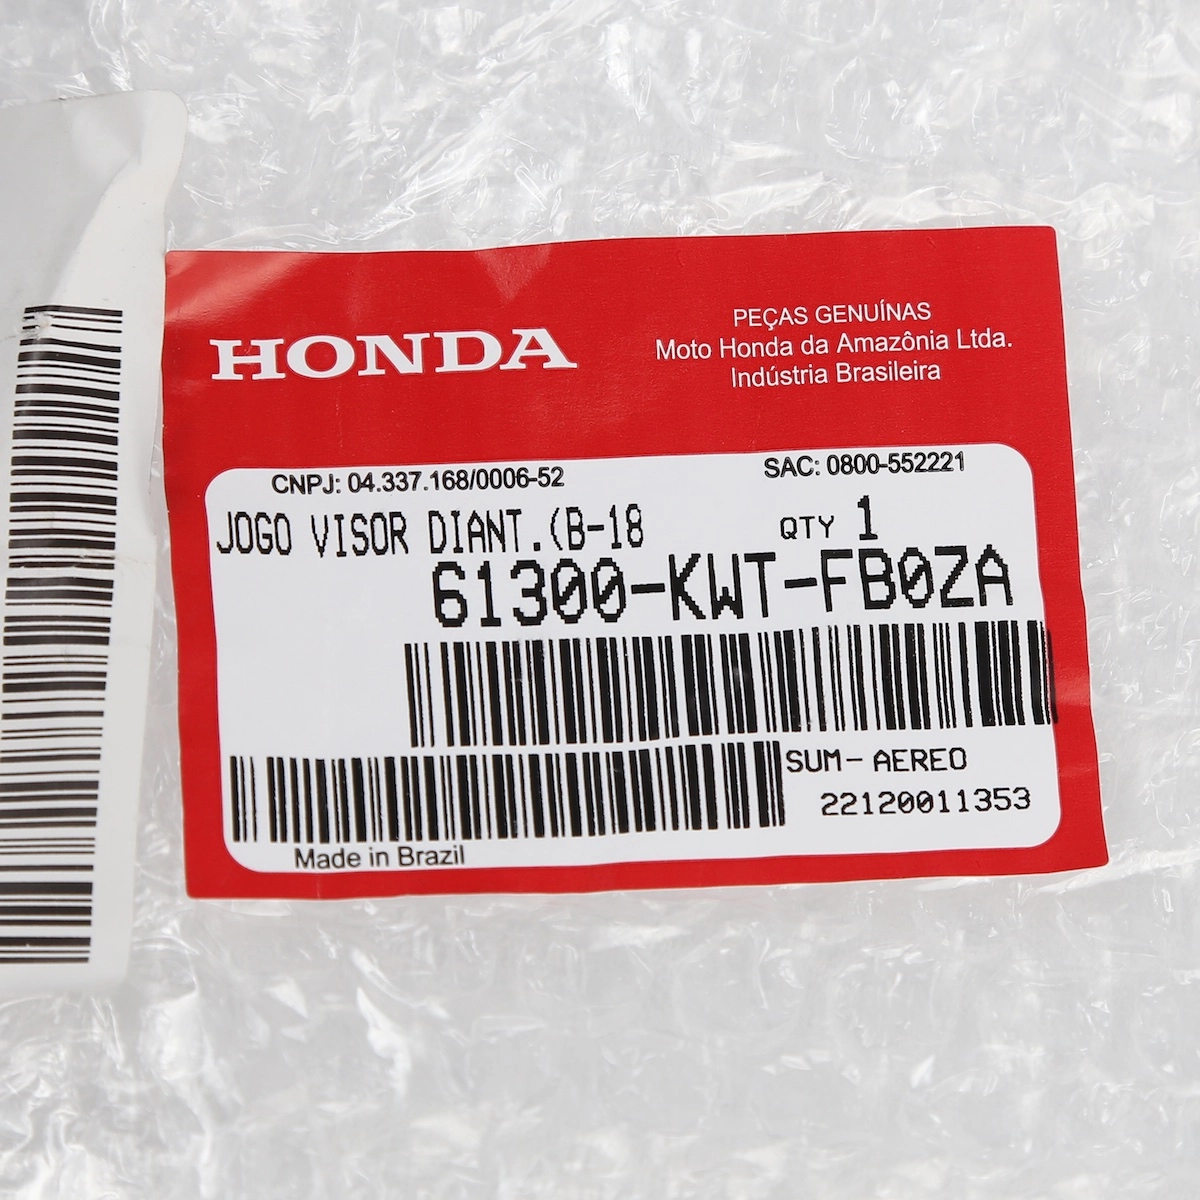 HONDA
PEÇAS GENUÍNAS
Moto Honda da Amazônia Ltda.
Indústria Brasileira
CNPJ: 04.337.168/0006-52
SAC: 0800-552221
JOGO VISOR DIANT.(B-18
QTY 1
61300-KWT-FB0ZA
SUM-AEREO
22120011353
Made in Brazil